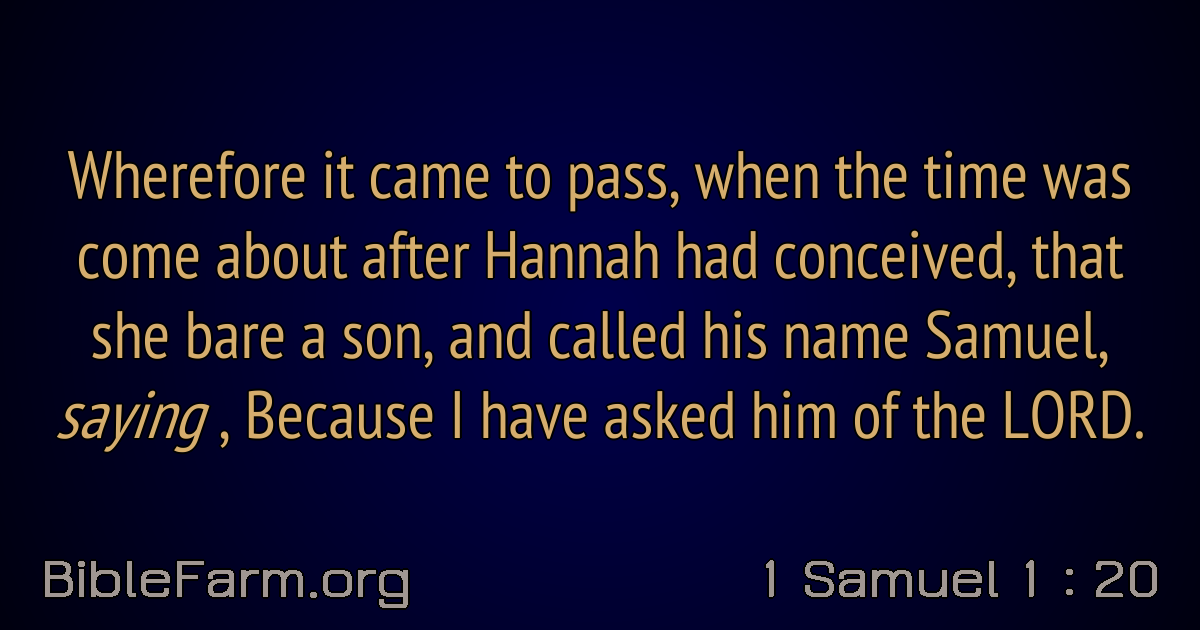 Wherefore it came to pass, when the time was
come about after Hannah had conceived, that
she bare a son, and called his name Samuel,
saying , Because I have asked him of the LORD.
BibleFarm.org
1 Samuel 1 : 20